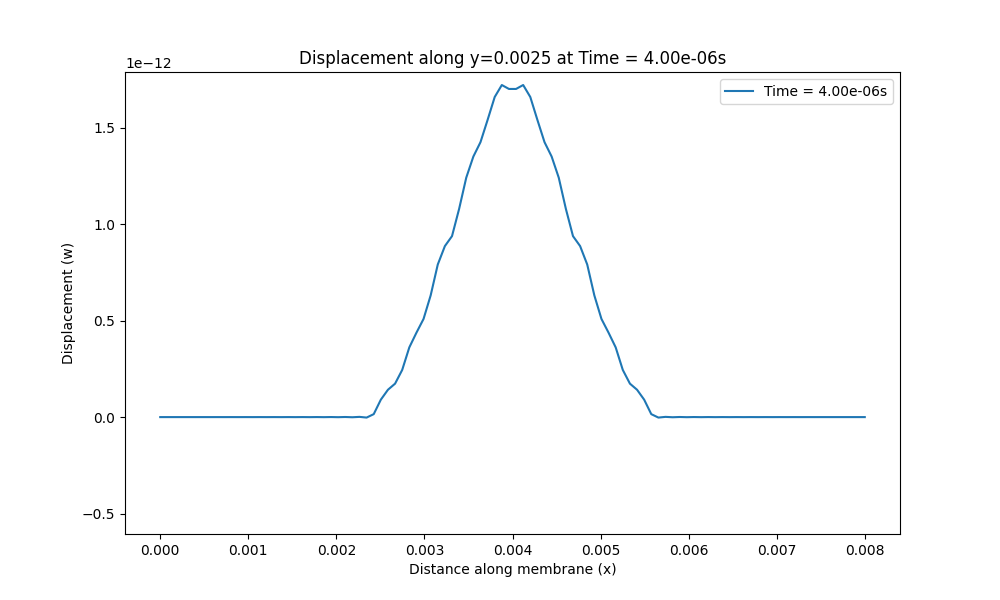 Displacement along y=0.0025 at Time = 4.00e-06s
1e−12
Time = 4.00e-06s
1.5
1.0
0.5
0.0
−0.5
Displacement (w)
0.000 0.001 0.002 0.003 0.004 0.005 0.006 0.007 0.008
Distance along membrane (x)